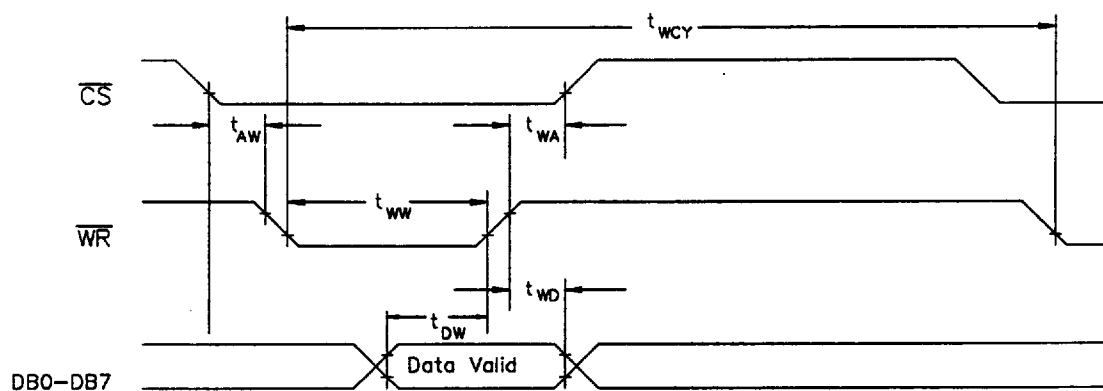 tWCY
CS
tAW
tWA
tWW
WR
tWD
tDW
Data Valid
DB0-DB7